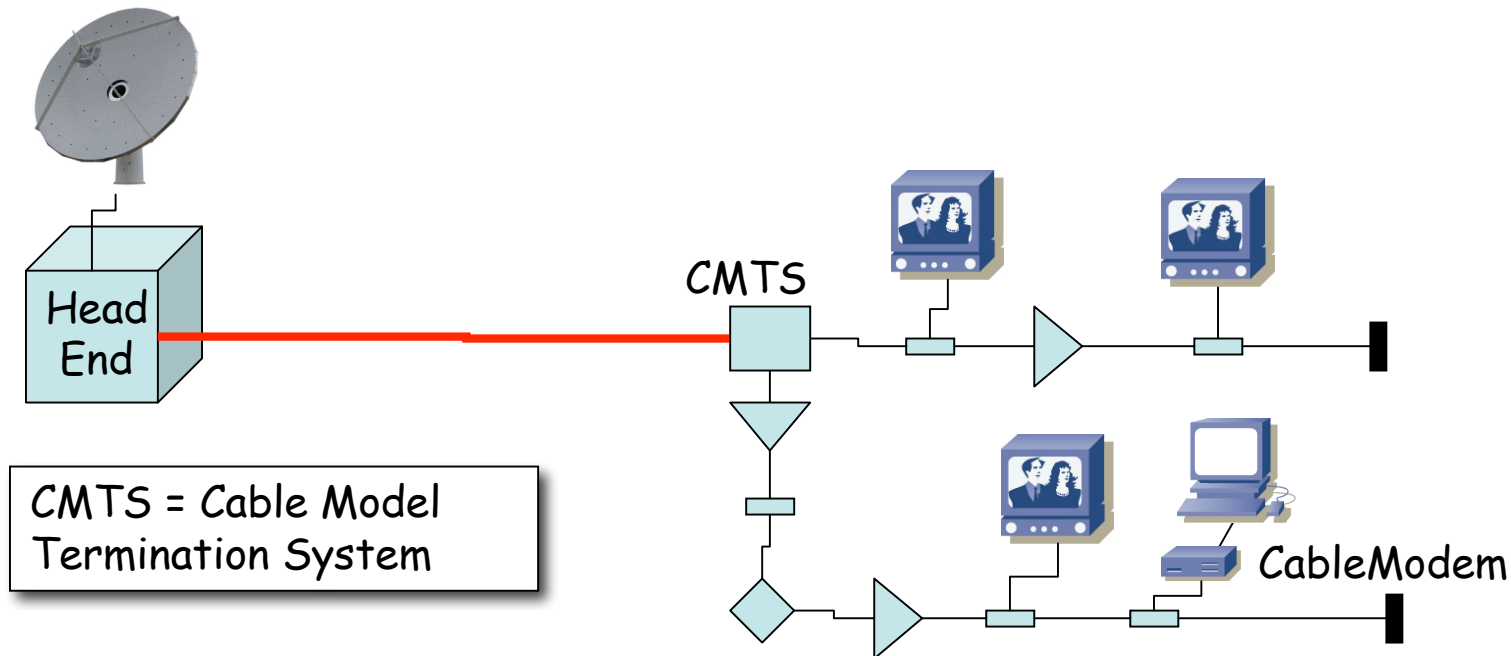 CMTS
Head
End
CMTS = Cable Model
Termination System
CableModem